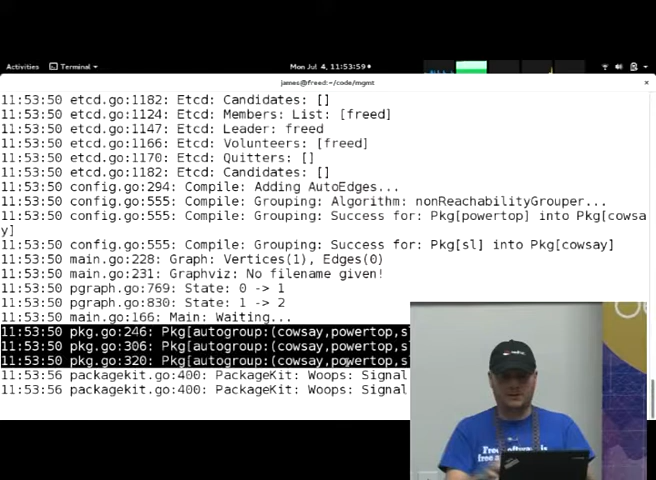 Activities Terminal Mon Jul 4, 11:53:59
james@freed:~/code/mgmt
11:53:50 etcd.go:1182: Etcd: Candidates: []
11:53:50 etcd.go:1124: Etcd: Members: List: [freed]
11:53:50 etcd.go:1147: Etcd: Leader: freed
11:53:50 etcd.go:1166: Etcd: Volunteers: [freed]
11:53:50 etcd.go:1170: Etcd: Quitters: []
11:53:50 etcd.go:1182: Etcd: Candidates: []
11:53:50 config.go:294: Compile: Adding AutoEdges...
11:53:50 config.go:555: Compile: Grouping: Algorithm: nonReachabilityGrouper...
11:53:50 config.go:555: Compile: Grouping: Success for: Pkg[powertop] into Pkg[cowsa
y]
11:53:50 config.go:555: Compile: Grouping: Success for: Pkg[sl] into Pkg[cowsay]
11:53:50 main.go:228: Graph: Vertices(1), Edges(0)
11:53:50 main.go:231: Graphviz: No filename given!
11:53:50 pgraph.go:769: State: 0 -> 1
11:53:50 pgraph.go:830: State: 1 -> 2
11:53:50 main.go:166: Main: Waiting...
11:53:50 pkg.go:246: Pkg[autogroup:(cowsay,powertop,s
11:53:50 pkg.go:306: Pkg[autogroup:(cowsay,powertop,s
11:53:50 pkg.go:320: Pkg[autogroup:(cowsay,powertop,s
11:53:56 packagekit.go:400: PackageKit: Woops: Signal
11:53:56 packagekit.go:400: PackageKit: Woops: Signal